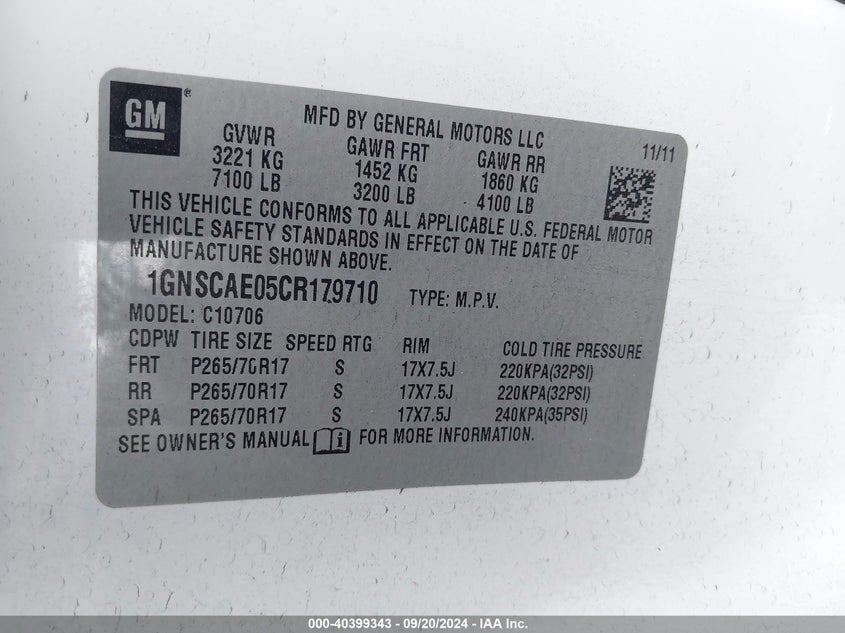 GM ®
MFD BY GENERAL MOTORS LLC
GVWR GAWR FRT GAWR RR 11/11
3221 KG 1452 KG 1860 KG
7100 LB 3200 LB 4100 LB
THIS VEHICLE CONFORMS TO ALL APPLICABLE U.S. FEDERAL MOTOR
VEHICLE SAFETY STANDARDS IN EFFECT ON THE DATE OF
MANUFACTURE SHOWN ABOVE.
1GNSCAE05CR179710 TYPE: M.P.V.
MODEL: C10706
CDPW TIRE SIZE SPEED RTG RIM COLD TIRE PRESSURE
FRT P265/70R17 S 17X7.5J 220KPA(32PSI)
RR P265/70R17 S 17X7.5J 220KPA(32PSI)
SPA P265/70R17 S 17X7.5J 240KPA(35PSI)
SEE OWNER'S MANUAL i FOR MORE INFORMATION.
000-40399343 - 09/20/2024 - IAA Inc.